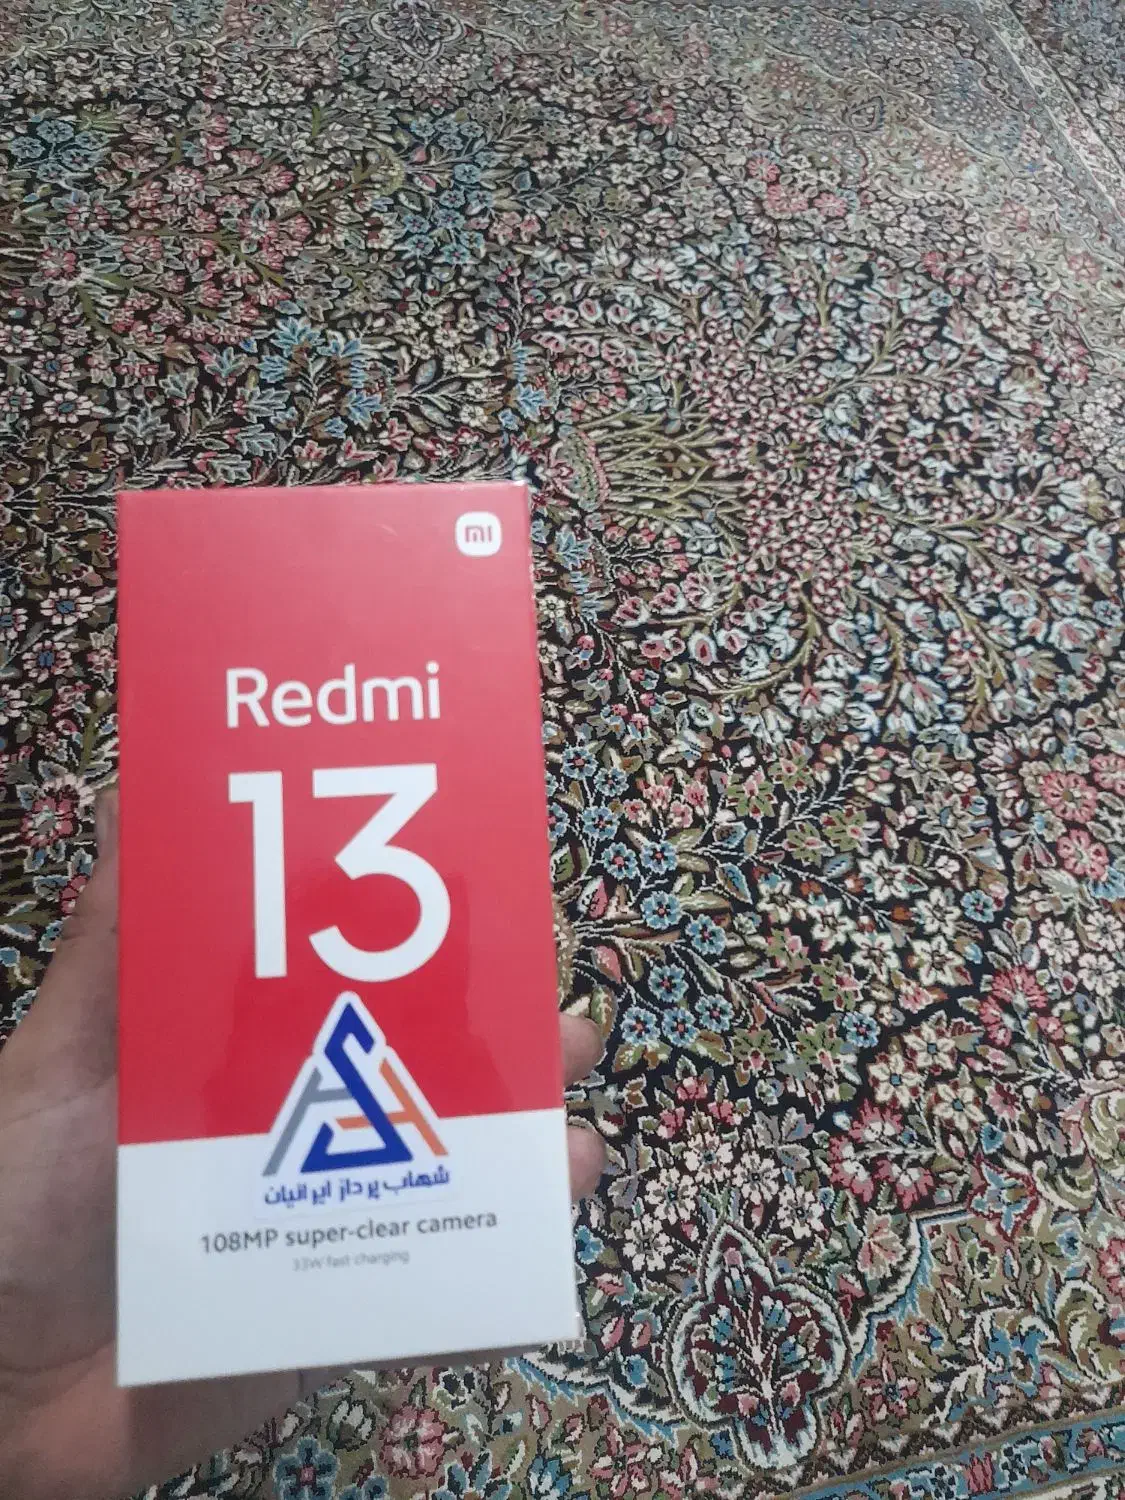 mi
Redmi
13
شهاب پرداز ایرانیان
108MP super-clear camera
33W fast charging